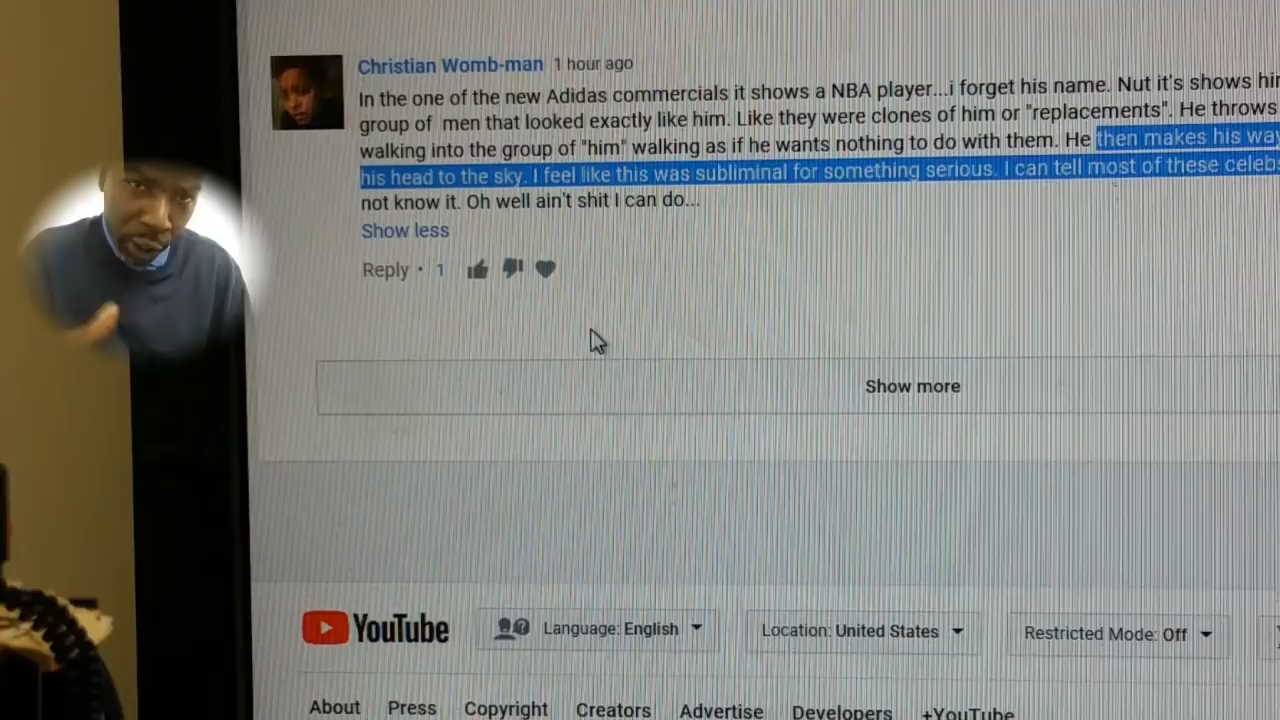 Christian Womb-man 1 hour ago
In the one of the new Adidas commercials it shows a NBA player...i forget his name. Nut it's shows
group of men that looked exactly like him. Like they were clones of him or "replacements". He throws
walking into the group of "him" walking as if he wants nothing to do with them. He then makes his
his head to the sky. I feel like this was subliminal for something serious. I can tell most of these
not know it. Oh well ain't shit I can do...
Show less
Reply · 1
Show more
YouTube Language: English Location: United States Restricted Mode: Off
About Press Copyright Creators Advertise Developers +YouTube